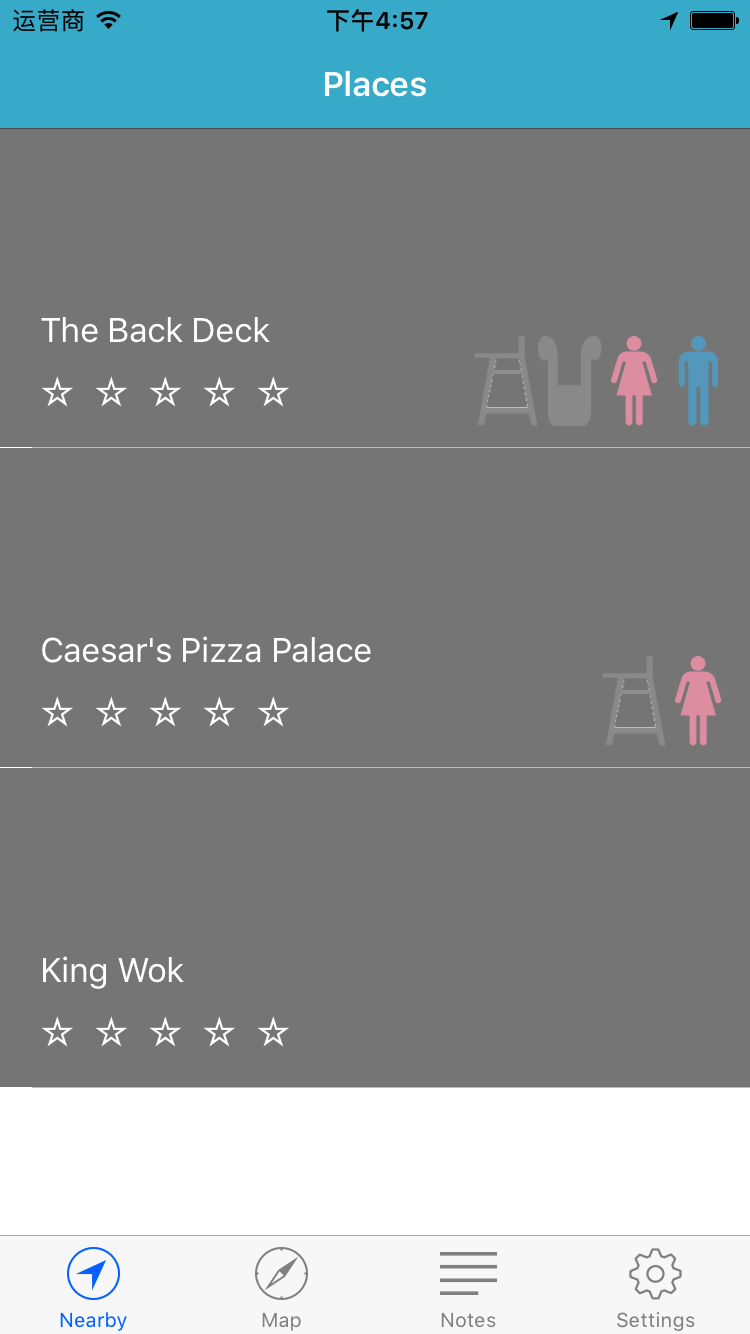 运营商 下午4:57
Places
The Back Deck
Caesar's Pizza Palace
King Wok
Nearby Map Notes Settings